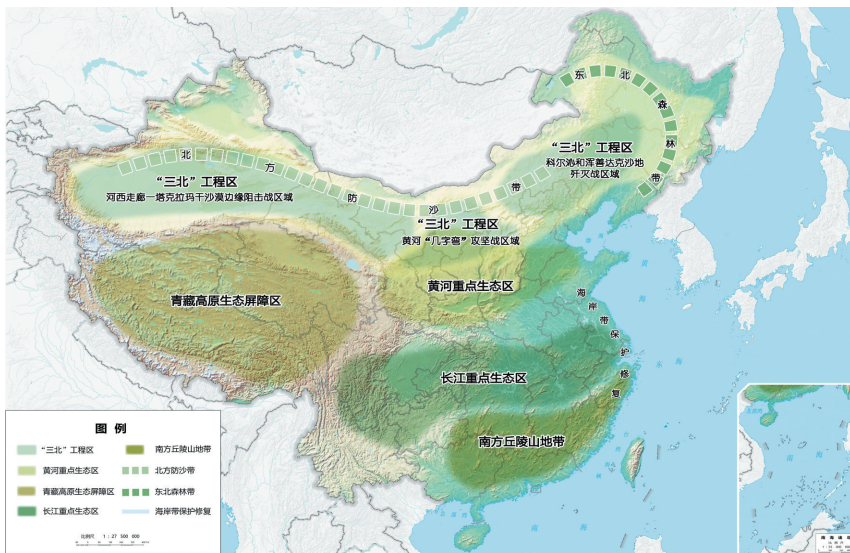 东北森林带
“三北”工程区
科尔沁和浑善达克沙地
歼灭战区域
北方防沙带
“三北”工程区
河西走廊—塔克拉玛干沙漠边缘阻击战区域
“三北”工程区
黄河“几字弯”攻坚战区域
黄河重点生态区
青藏高原生态屏障区
海岸带保护修复
长江重点生态区
南方丘陵山地带
东海
南海
图例
“三北”工程区
黄河重点生态区
青藏高原生态屏障区
长江重点生态区
南方丘陵山地带
北方防沙带
东北森林带
海岸带保护修复
比例尺 1：27 500 000
南海诸岛